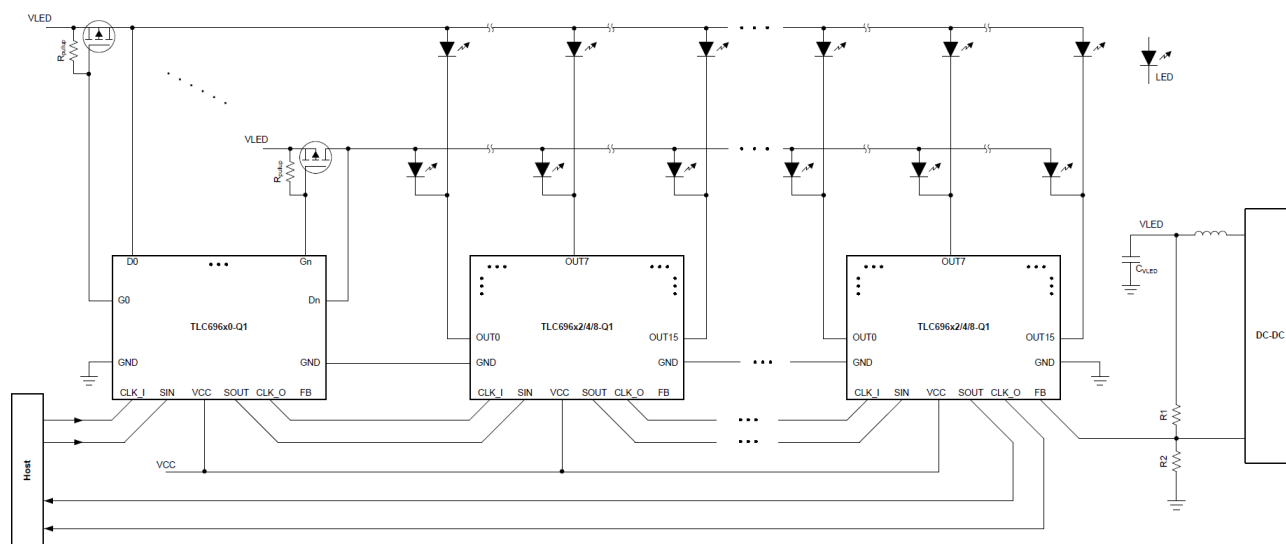 VLED
Rpullup
LED
VLED
Rpullup
VLED
CVLED
D0
Gn
OUT7
OUT7
G0
Dn
TLC696x0-Q1
TLC696x2/4/8-Q1
TLC696x2/4/8-Q1
DC-DC
OUT0
OUT15
OUT0
OUT15
GND
GND
GND
GND
GND
GND
CLK_I SIN VCC SOUT CLK_O FB
CLK_I SIN VCC SOUT CLK_O FB
CLK_I SIN VCC SOUT CLK_O FB
R1
VCC
R2
Host